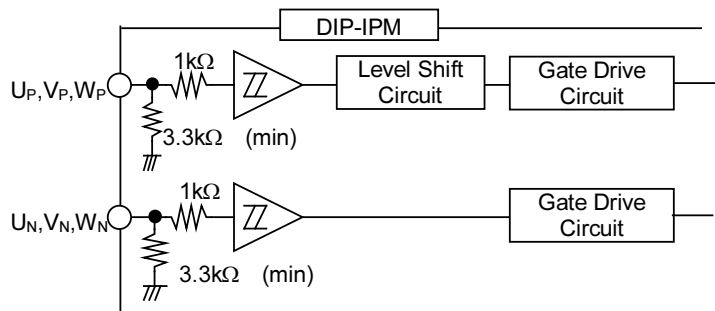 DIP-IPM
1kΩ
Level Shift
Circuit
Gate Drive
Circuit
UP,VP,WP
3.3kΩ (min)
1kΩ
Gate Drive
Circuit
UN,VN,WN
3.3kΩ (min)